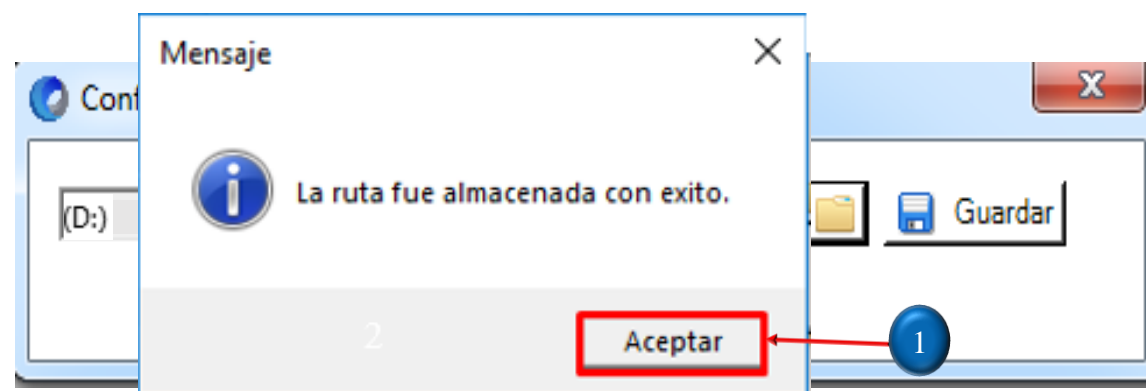 Mensaje
Conf
La ruta fue almacenada con exito.
(D:)
Guardar
2
Aceptar
1